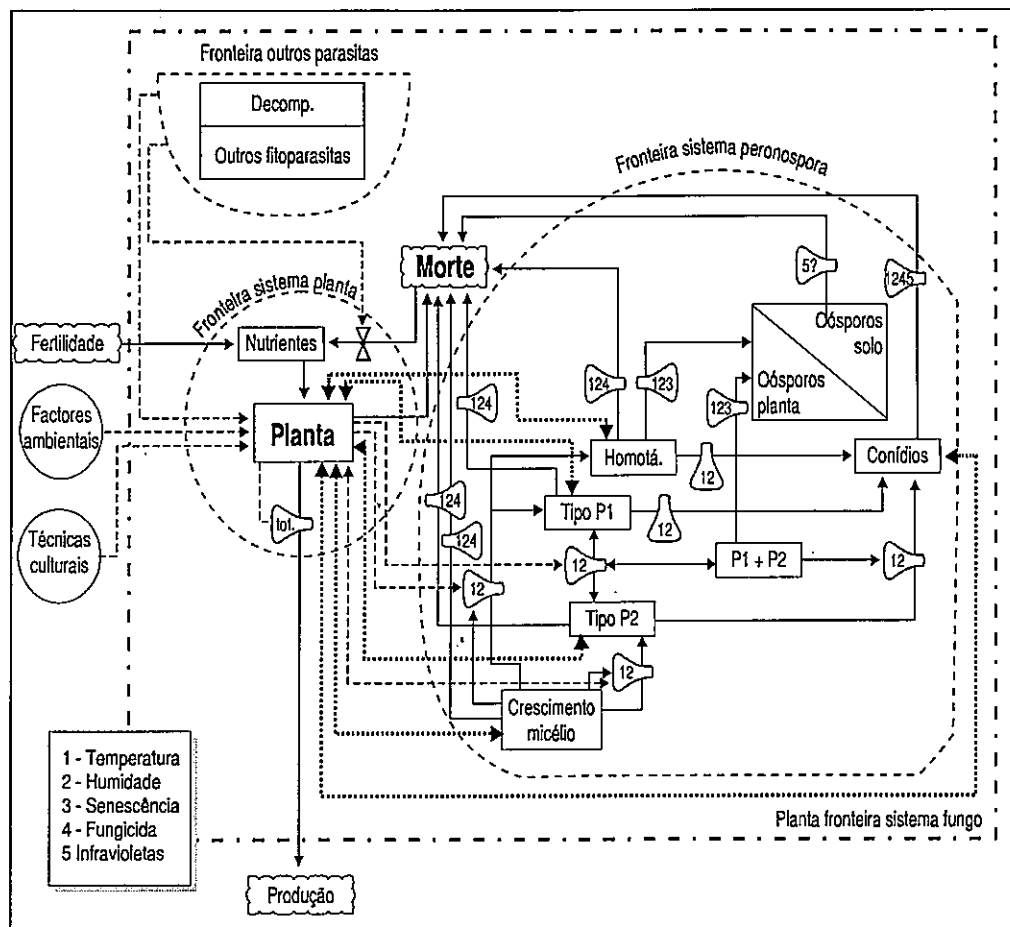 Fronteira outros parasitas
Decomp.
Outros fitoparasitas
Fronteira sistema peronospora
5?
1245
Morte
Fronteira sistema planta
Fertilidade
Nutrientes
Oósporos
solo
Oósporos
planta
124
123
124
123
Factores
ambientais
Planta
Homotá.
12
Conídios
124
Tipo P1
12
tot.
Técnicas
culturais
124
12
12
P1 + P2
12
Tipo P2
12
Crescimento
micélio
1 - Temperatura
2 - Humidade
3 - Senescência
4 - Fungicida
5 Infravioletas
Planta fronteira sistema fungo
Produção